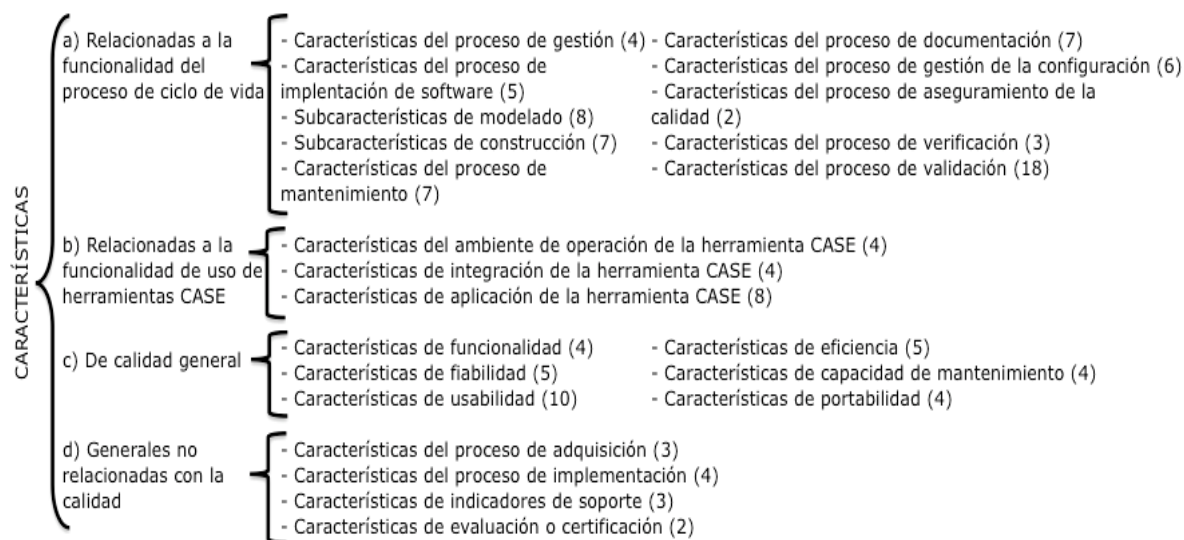 CARACTERÍSTICAS
a) Relacionadas a la
funcionalidad del
proceso de ciclo de vida
- Características del proceso de gestión (4)
- Características del proceso de
implentación de software (5)
- Subcaracterísticas de modelado (8)
- Subcaracterísticas de construcción (7)
- Características del proceso de
mantenimiento (7)
- Características del proceso de documentación (7)
- Características del proceso de gestión de la configuración (6)
- Características del proceso de aseguramiento de la
calidad (2)
- Características del proceso de verificación (3)
- Características del proceso de validación (18)
b) Relacionadas a la
funcionalidad de uso de
herramientas CASE
- Características del ambiente de operación de la herramienta CASE (4)
- Características de integración de la herramienta CASE (4)
- Características de aplicación de la herramienta CASE (8)
c) De calidad general
- Características de funcionalidad (4)
- Características de fiabilidad (5)
- Características de usabilidad (10)
- Características de eficiencia (5)
- Características de capacidad de mantenimiento (4)
- Características de portabilidad (4)
d) Generales no
relacionadas con la
calidad
- Características del proceso de adquisición (3)
- Características del proceso de implementación (4)
- Características de indicadores de soporte (3)
- Características de evaluación o certificación (2)